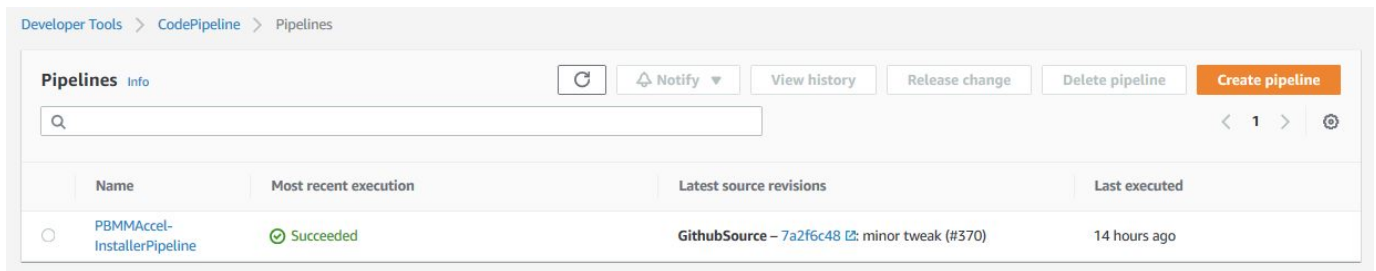 Developer Tools > CodePipeline > Pipelines
Pipelines Info Notify ▼ View history Release change Delete pipeline Create pipeline
< 1 >
Name Most recent execution Latest source revisions Last executed
PBMMAccel-
InstallerPipeline Succeeded GithubSource – 7a2f6c48: minor tweak (#370) 14 hours ago